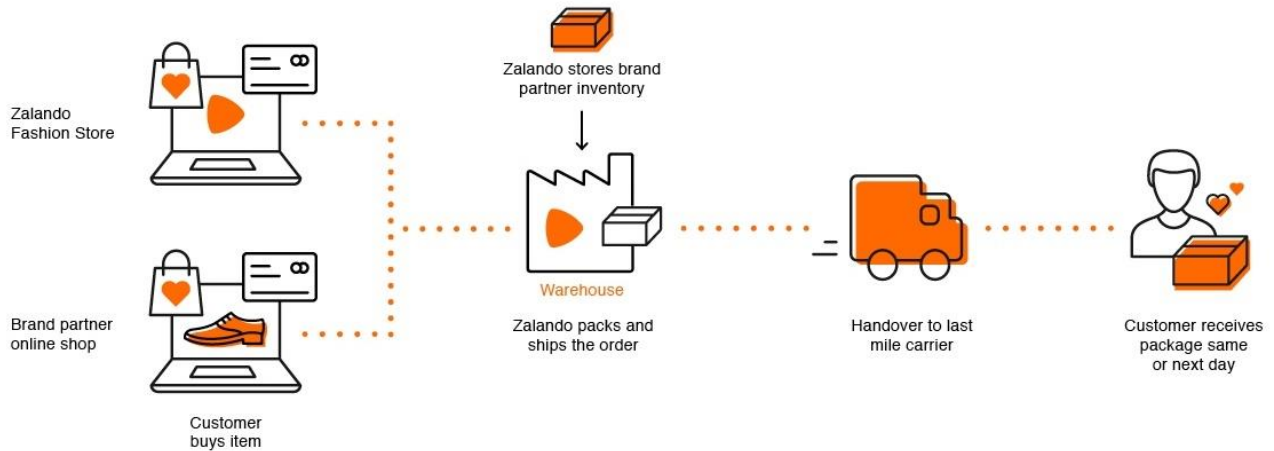 Zalando
Fashion Store
Brand partner
online shop
Customer
buys item
Zalando stores brand
partner inventory
Warehouse
Zalando packs and
ships the order
Handover to last
mile carrier
Customer receives
package same
or next day